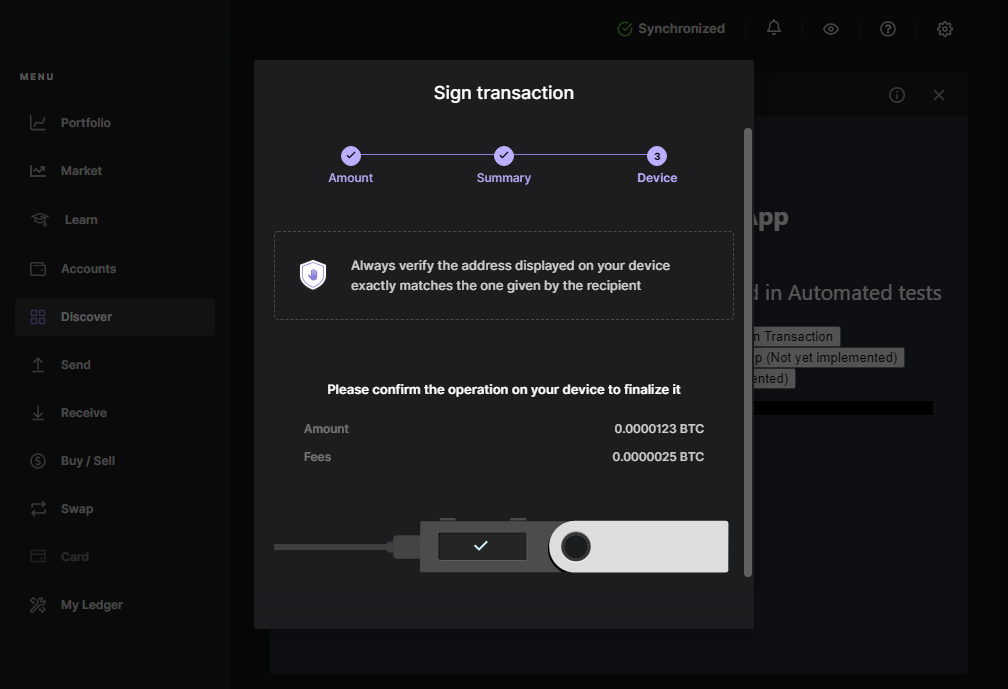 Synchronized
MENU
Portfolio
Market
Learn
Accounts
Discover
Send
Receive
Buy / Sell
Swap
Card
My Ledger
Sign transaction
3
Amount
Summary
Device
Always verify the address displayed on your device
exactly matches the one given by the recipient
Please confirm the operation on your device to finalize it
Amount 0.0000123 BTC
Fees 0.0000025 BTC
App
d in Automated tests
n Transaction
p (Not yet implemented)
ented)